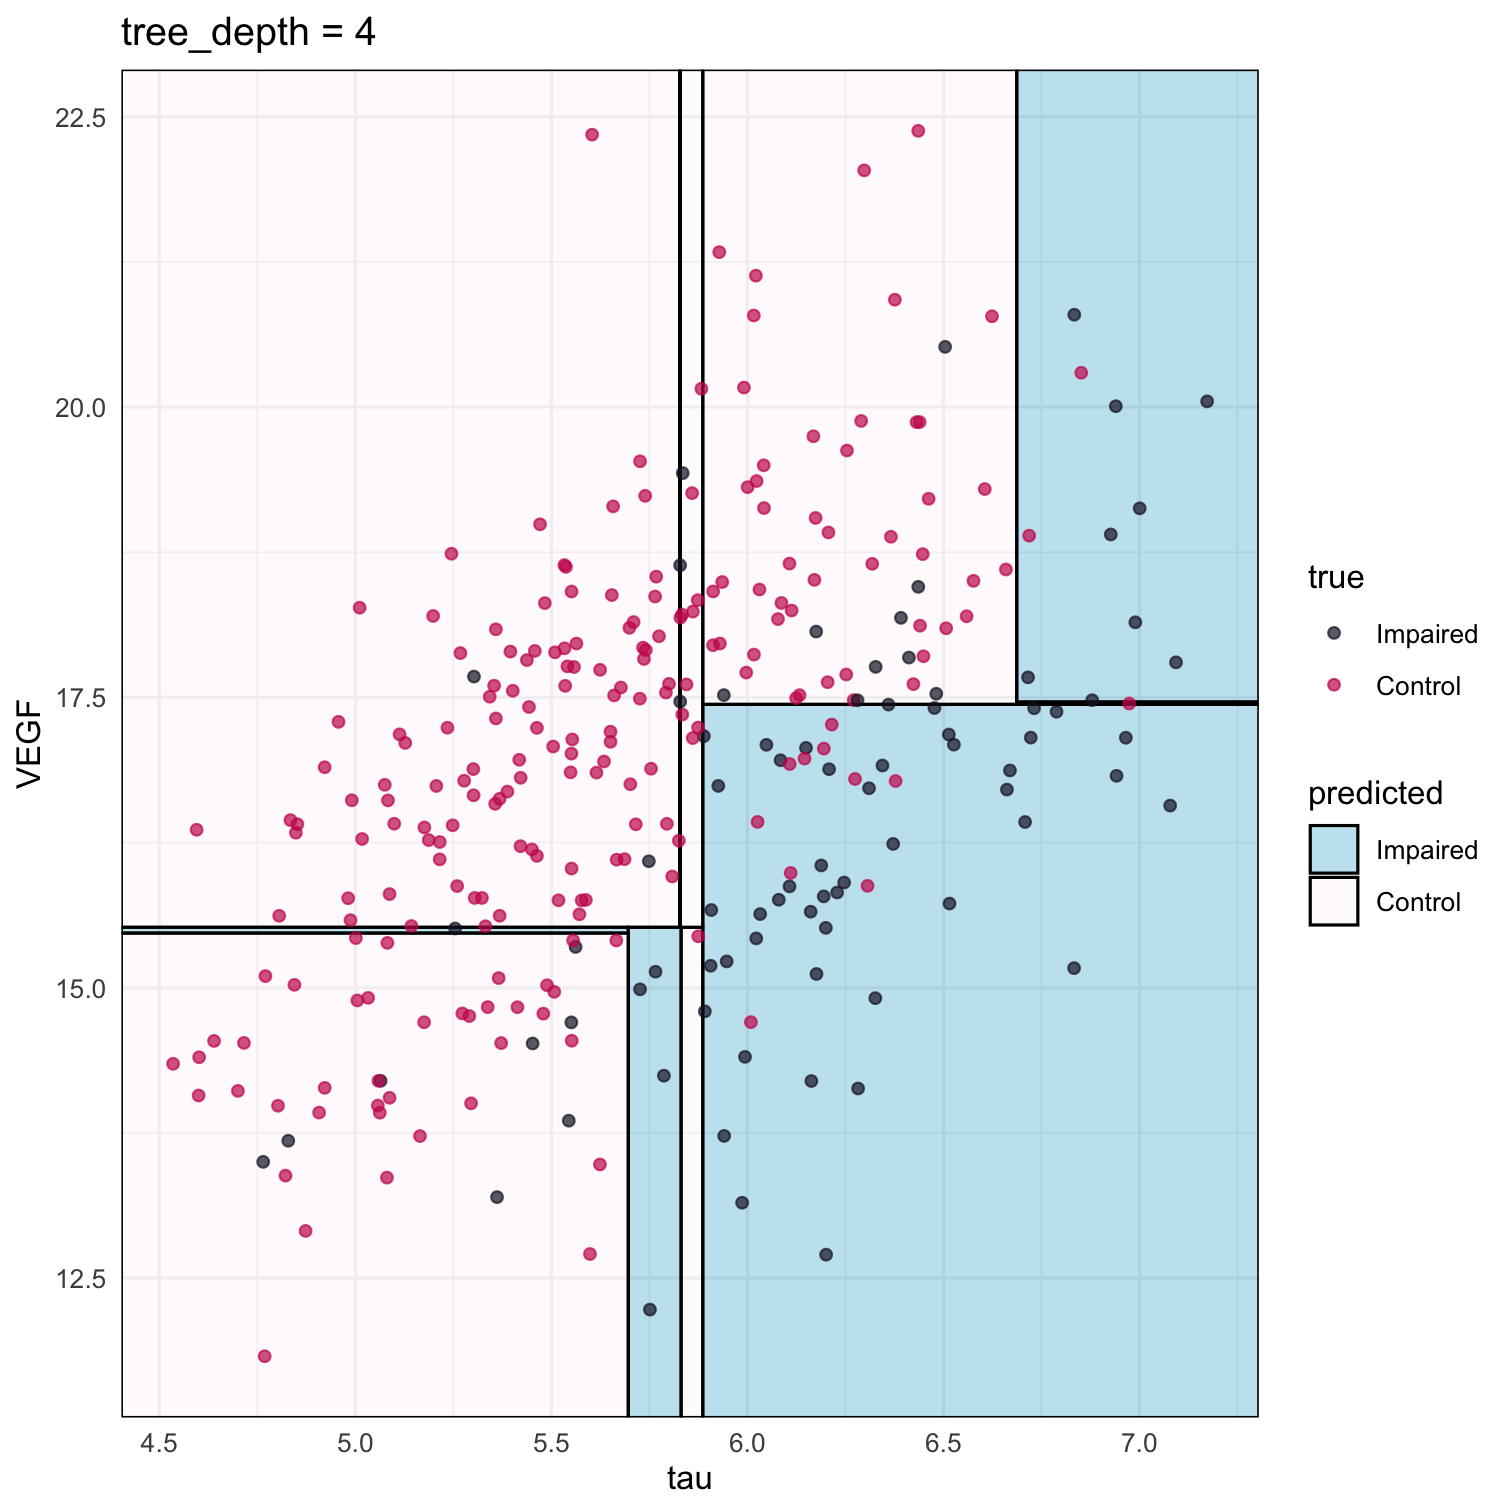 tree_depth = 4
22.5
20.0
17.5
15.0
12.5
VEGF
4.5 5.0 5.5 6.0 6.5 7.0
tau
true
Impaired
Control
predicted
Impaired
Control